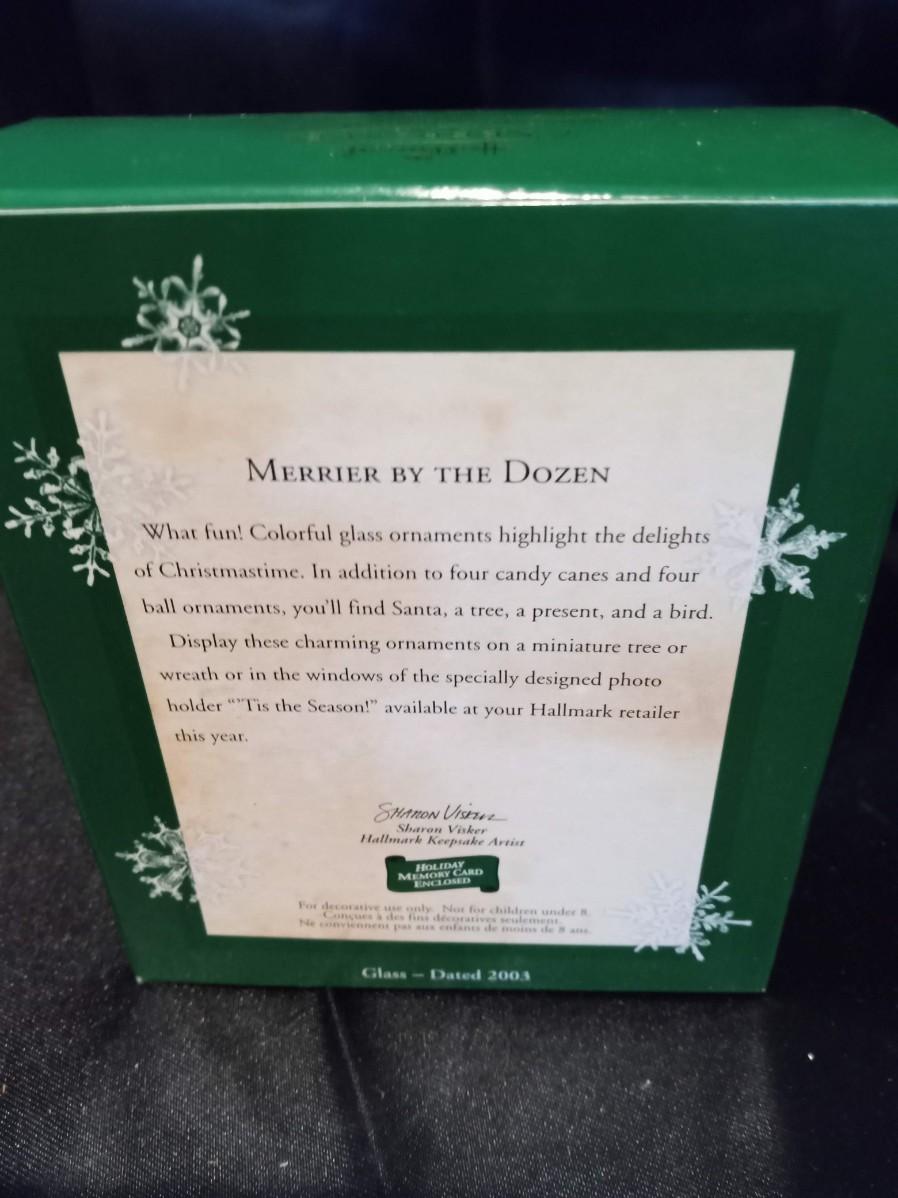 MERRIER BY THE DOZEN
What fun! Colorful glass ornaments highlight the delights
of Christmastime. In addition to four candy canes and four
ball ornaments, you'll find Santa, a tree, a present, and a bird.
Display these charming ornaments on a miniature tree or
wreath or in the windows of the specially designed photo
holder “’Tis the Season!” available at your Hallmark retailer
this year.
SHARON VISKER
Sharon Visker
Hallmark Keepsake Artist
HOLIDAY
MEMORY CARD
ENCLOSED
For decorative use only. Not for children under 8.
Conçues à des fins décoratives seulement.
Ne conviennent pas aux enfants de moins de 8 ans.
Glass – Dated 2003